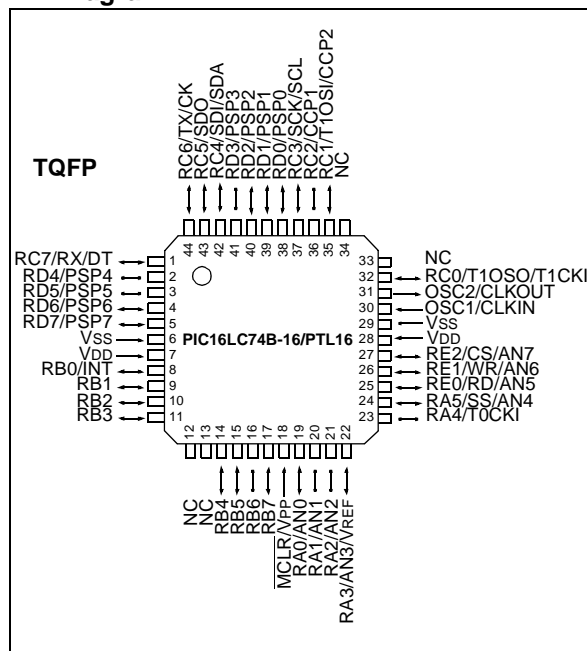 TQFP
RC6/TX/CK
RC5/SDO
RC4/SDI/SDA
RD3/PSP3
RD2/PSP2
RD1/PSP1
RD0/PSP0
RC3/SCK/SCL
RC2/CCP1
RC1/T1OSI/CCP2
NC
44 43 42 41 40 39 38 37 36 35 34
RC7/RX/DT 1
RD4/PSP4 2
RD5/PSP5 3
RD6/PSP6 4
RD7/PSP7 5
VSS 6
VDD 7
RB0/INT 8
RB1 9
RB2 10
RB3 11
PIC16LC74B-16/PTL16
33 NC
32 RC0/T1OSO/T1CKI
31 OSC2/CLKOUT
30 OSC1/CLKIN
29 VSS
28 VDD
27 RE2/CS/AN7
26 RE1/WR/AN6
25 RE0/RD/AN5
24 RA5/SS/AN4
23 RA4/T0CKI
12 13 14 15 16 17 18 19 20 21 22
NC
NC
RB4
RB5
RB6
RB7
MCLR/VPP
RA0/AN0
RA1/AN1
RA2/AN2
RA3/AN3/VREF